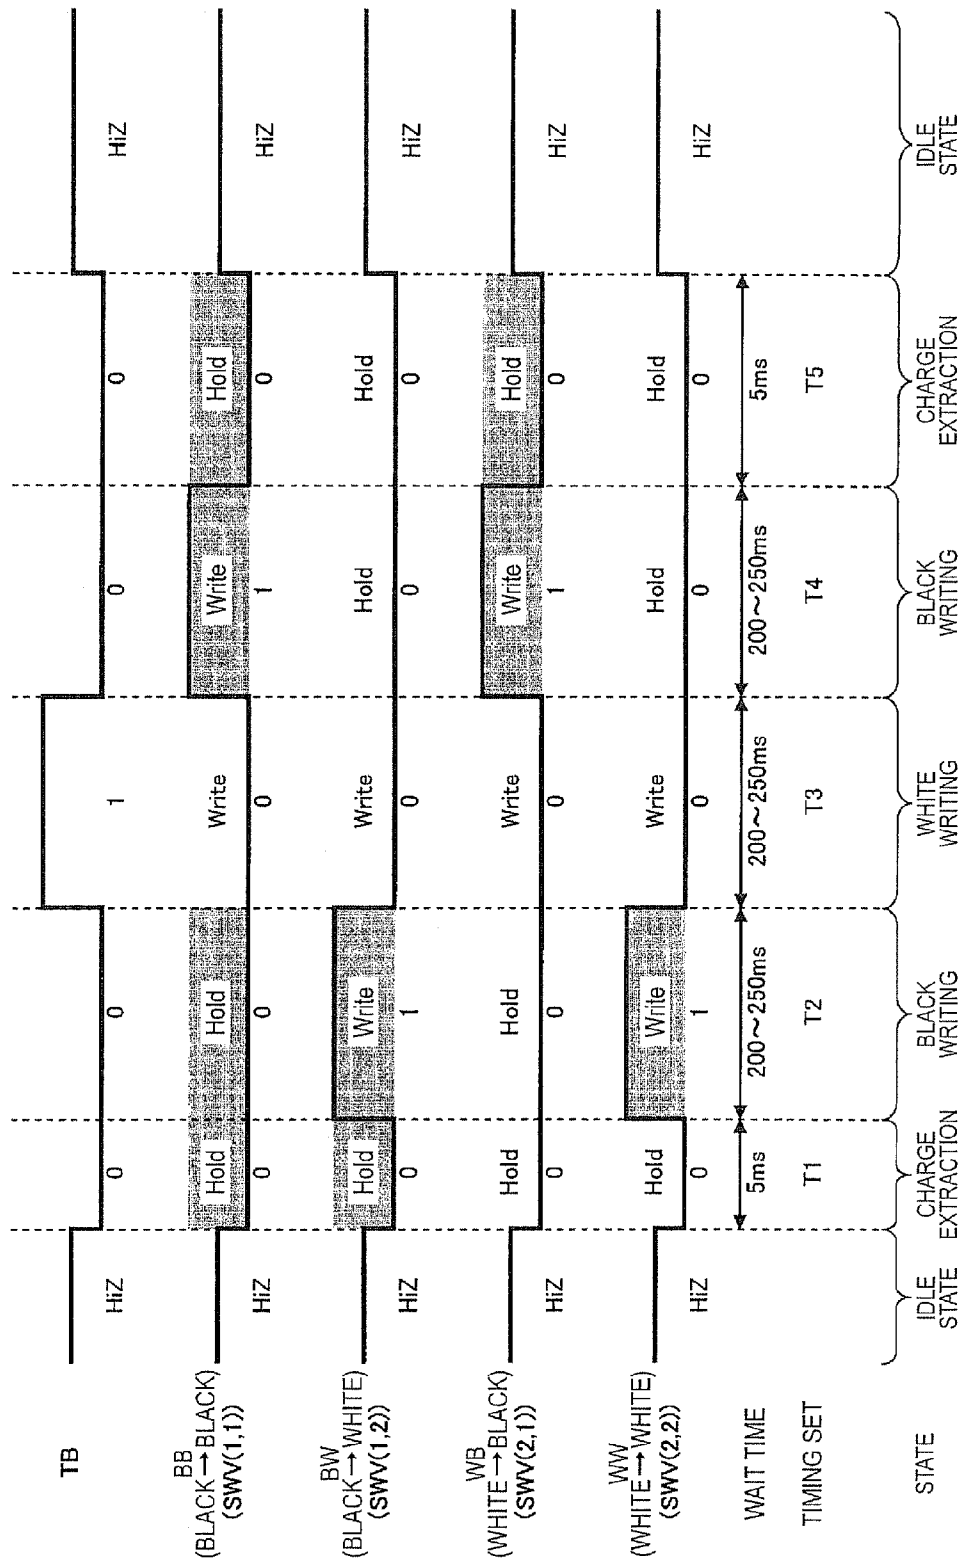 TB
HiZ
0
0
1
0
0
HiZ
BB
(BLACK→BLACK)
(SWV(1,1))
Hold
Hold
Write
Write
Hold
HiZ
0
0
0
1
0
HiZ
BW
(BLACK→WHITE)
(SWV(1,2))
Hold
Write
Write
Hold
Hold
HiZ
0
1
0
0
0
HiZ
WB
(WHITE→BLACK)
(SWV(2,1))
Hold
Hold
Write
Write
Hold
HiZ
0
0
0
1
0
HiZ
WW
(WHITE→WHITE)
(SWV(2,2))
Hold
Write
Write
Hold
Hold
HiZ
0
1
0
0
0
HiZ
WAIT TIME
5ms
200~250ms
200~250ms
200~250ms
5ms
TIMING SET
T1
T2
T3
T4
T5
STATE
IDLE
STATE
CHARGE
EXTRACTION
BLACK
WRITING
WHITE
WRITING
BLACK
WRITING
CHARGE
EXTRACTION
IDLE
STATE